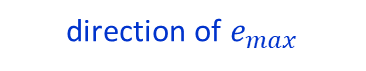 direction of e_max